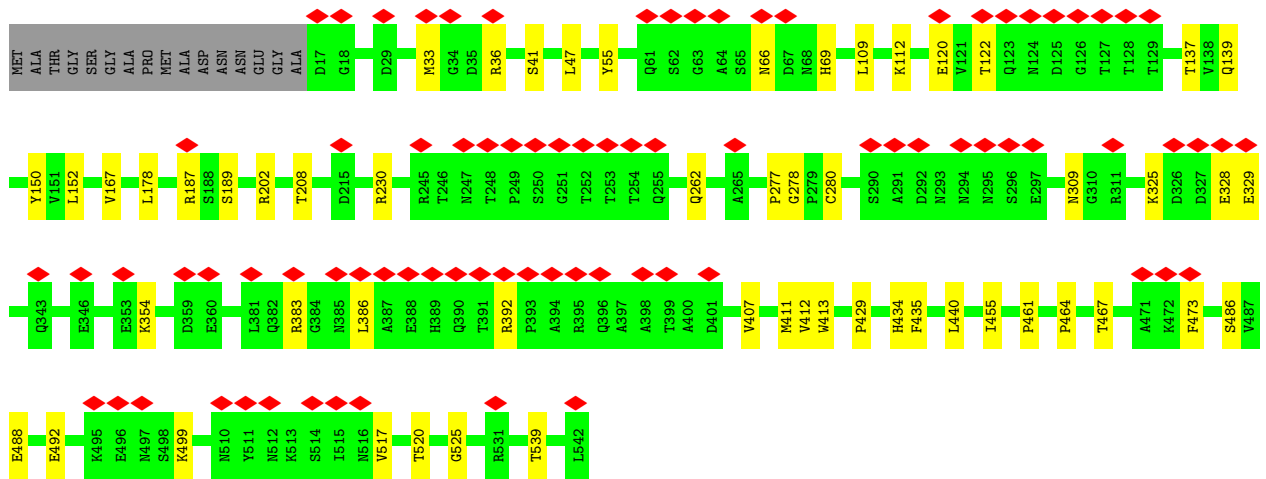 MET ALA THR GLY SER GLY ALA PRO MET ALA ASP ASN ASN GLU GLY ALA D17 G18 D29 M33 G34 D35 R36 S41 L47 Y55 Q61 S62 G63 A64 S65 N66 D67 N68 H69 L109 K112 E120 V121 T122 Q123 N124 D125 G126 T127 T128 T129 T137 V138 Q139
Y150 V151 L152 V167 L178 R187 S188 S189 R202 T208 D215 R230 R245 T246 N247 T248 P249 S250 G251 T252 T253 T254 Q255 Q262 A265 P277 G278 P279 C280 S290 A291 D292 N293 N294 N295 S296 E297 N309 G310 R311 K325 D326 D327 E328 E329
Q343 E346 E353 K354 D359 E360 L381 Q382 R383 G384 N385 L386 A387 E388 H389 Q390 T391 R392 P393 A394 R395 Q396 A397 A398 T399 A400 D401 V407 M411 V412 W413 P429 H434 F435 L440 I455 P461 P464 T467 A471 K472 F473 S486 V487
E488 E492 K495 E496 N497 S498 K499 N510 Y511 N512 K513 S514 I515 N516 V517 T520 G525 R531 T539 L542